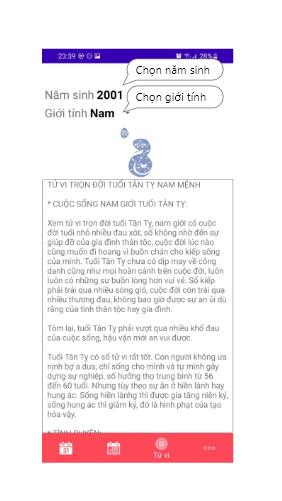 23:39
28%
Chọn năm sinh
Năm sinh 2001
Chọn giới tính
Giới tính Nam
TỬ VI TRỌN ĐỜI TUỔI TÂN TỴ NAM MỆNH
* CUỘC SỐNG NAM GIỚI TUỔI TÂN TỴ:
Xem tử vi trọn đời tuổi Tân Tỵ, nam giới có cuộc
đời tuổi nhỏ nhiều đau xót, số không nhờ đến sự
giúp đỡ của gia đình thân tộc, cuộc đời lúc nào
cũng muốn đi hoang vì buồn chán cho kiếp sống
của mình. Tuổi Tân Tỵ chưa có dịp may về công
danh cũng như mọi hoàn cảnh trên cuộc đời, luôn
luôn có những sự buồn lòng hơn vui vẻ. Số kiếp
phải trải qua nhiều sóng gió, cuộc đời còn trải qua
nhiều thương đau, không bao giờ được sự an ủi dù
rằng của tình thân tộc hay gia đình.
Tóm lại, tuổi Tân Tỵ phải vượt qua nhiều khổ đau
của cuộc sống, hậu vận mới an vui được.
Tuổi Tân Tỵ có số tử vi rất tốt. Con người không ưa
nịnh bợ a dua, chỉ sống cho mình và tự mình gây
dựng sự nghiệp, số hưởng thọ trung bình từ 56
đến 60 tuổi. Nhưng tùy theo sự ăn ở hiền lành hay
hung ác. Sống hiền lành thì được gia tăng niên kỷ,
sống hung ác thì giảm kỷ, đó là hình phạt của tạo
hóa vậy.
* TÌNH DUYÊN:
31
Tử vi